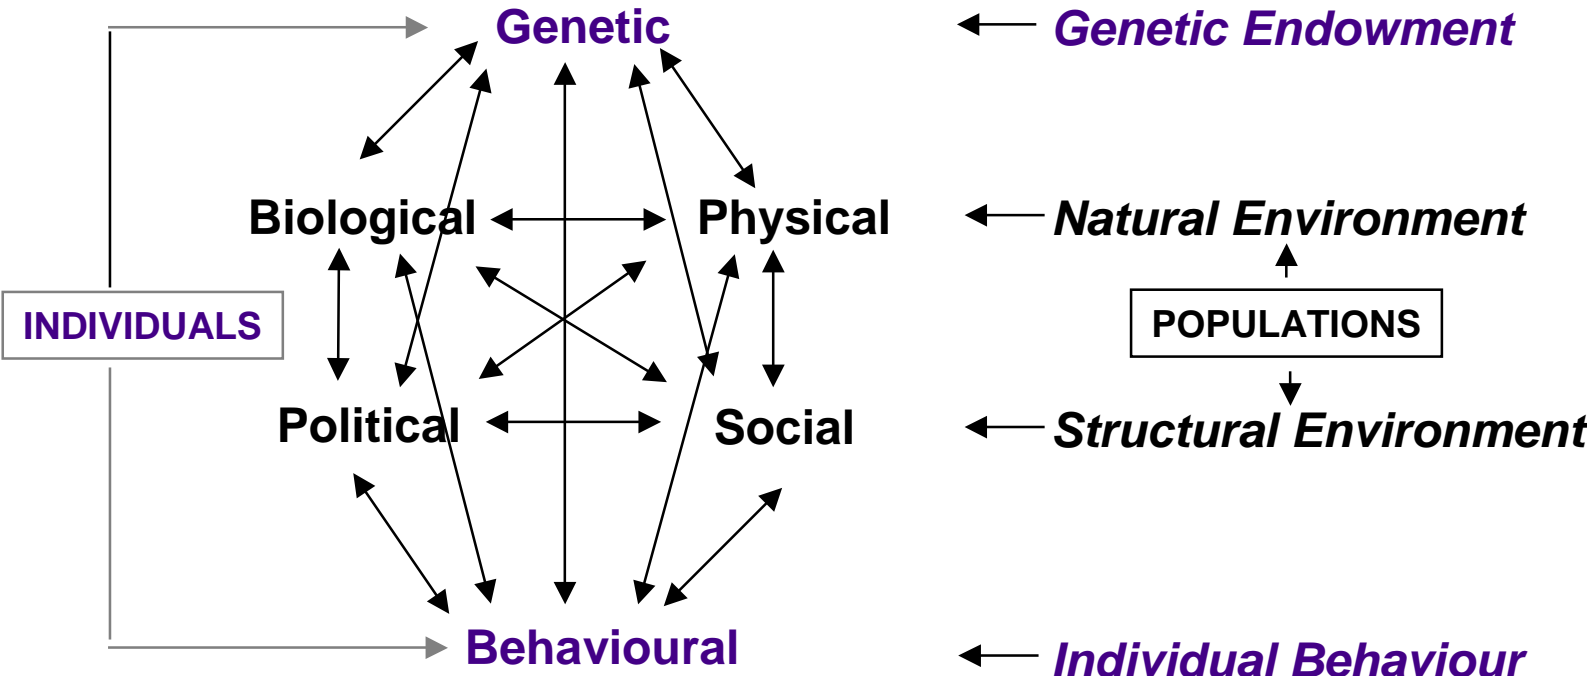 Genetic
Genetic Endowment
Biological
Physical
Natural Environment
INDIVIDUALS
POPULATIONS
Political
Social
Structural Environment
Behavioural
Individual Behaviour